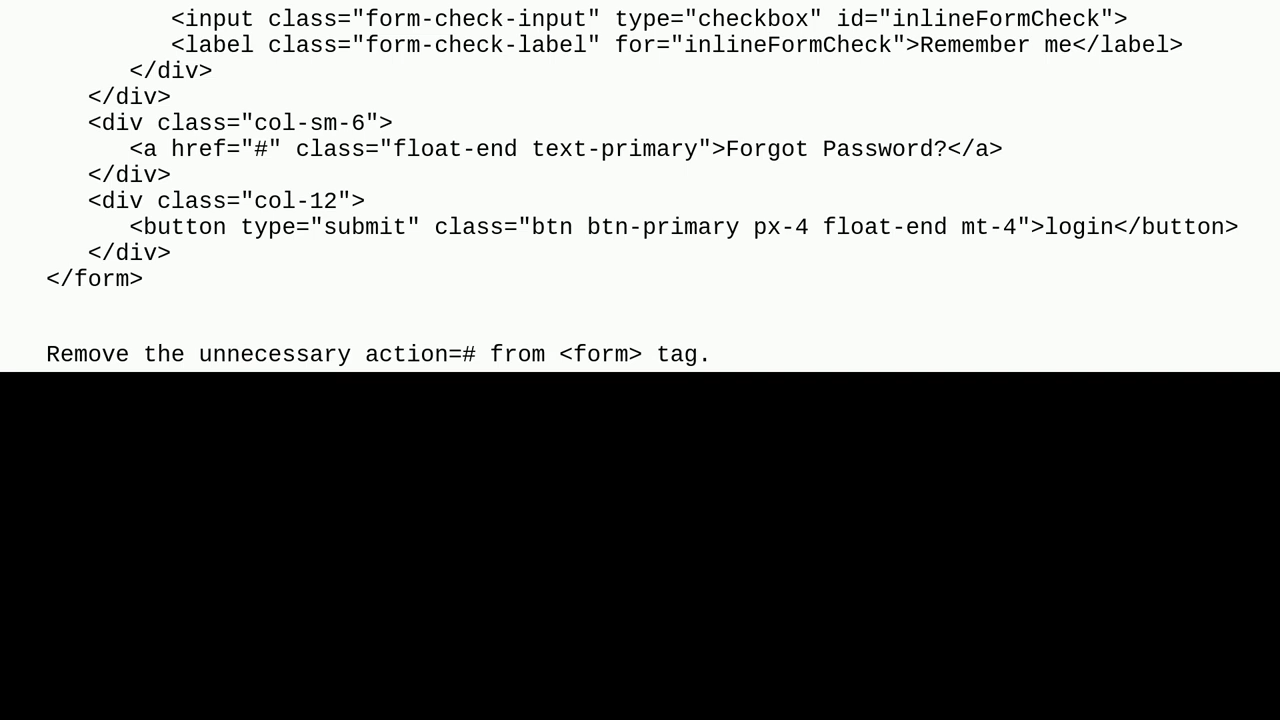 <input class="form-check-input" type="checkbox" id="inlineFormCheck">
<label class="form-check-label" for="inlineFormCheck">Remember me</label>
</div>
</div>
<div class="col-sm-6">
<a href="#" class="float-end text-primary">Forgot Password?</a>
</div>
<div class="col-12">
<button type="submit" class="btn btn-primary px-4 float-end mt-4">login</button>
</div>
</form>
Remove the unnecessary action=# from <form> tag.